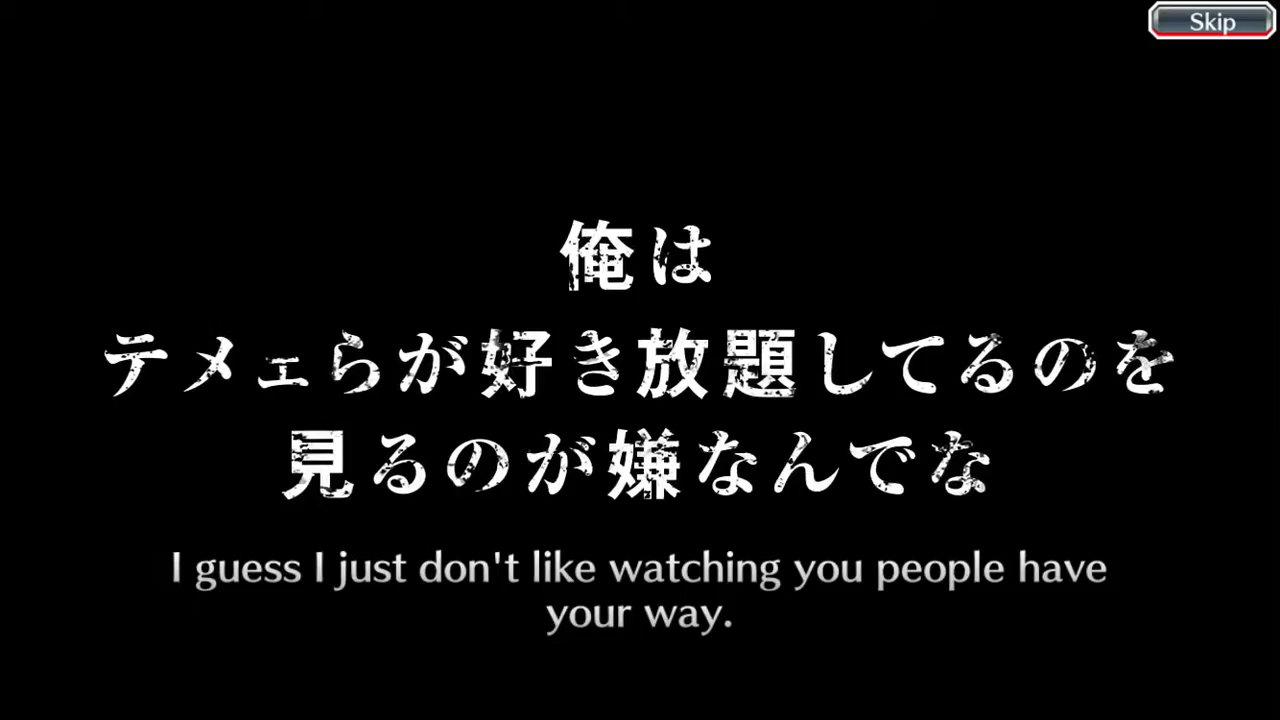 Skip
俺は
テメェらが好き放題してるのを
見るのが嫌なんでな
I guess I just don't like watching you people have
your way.